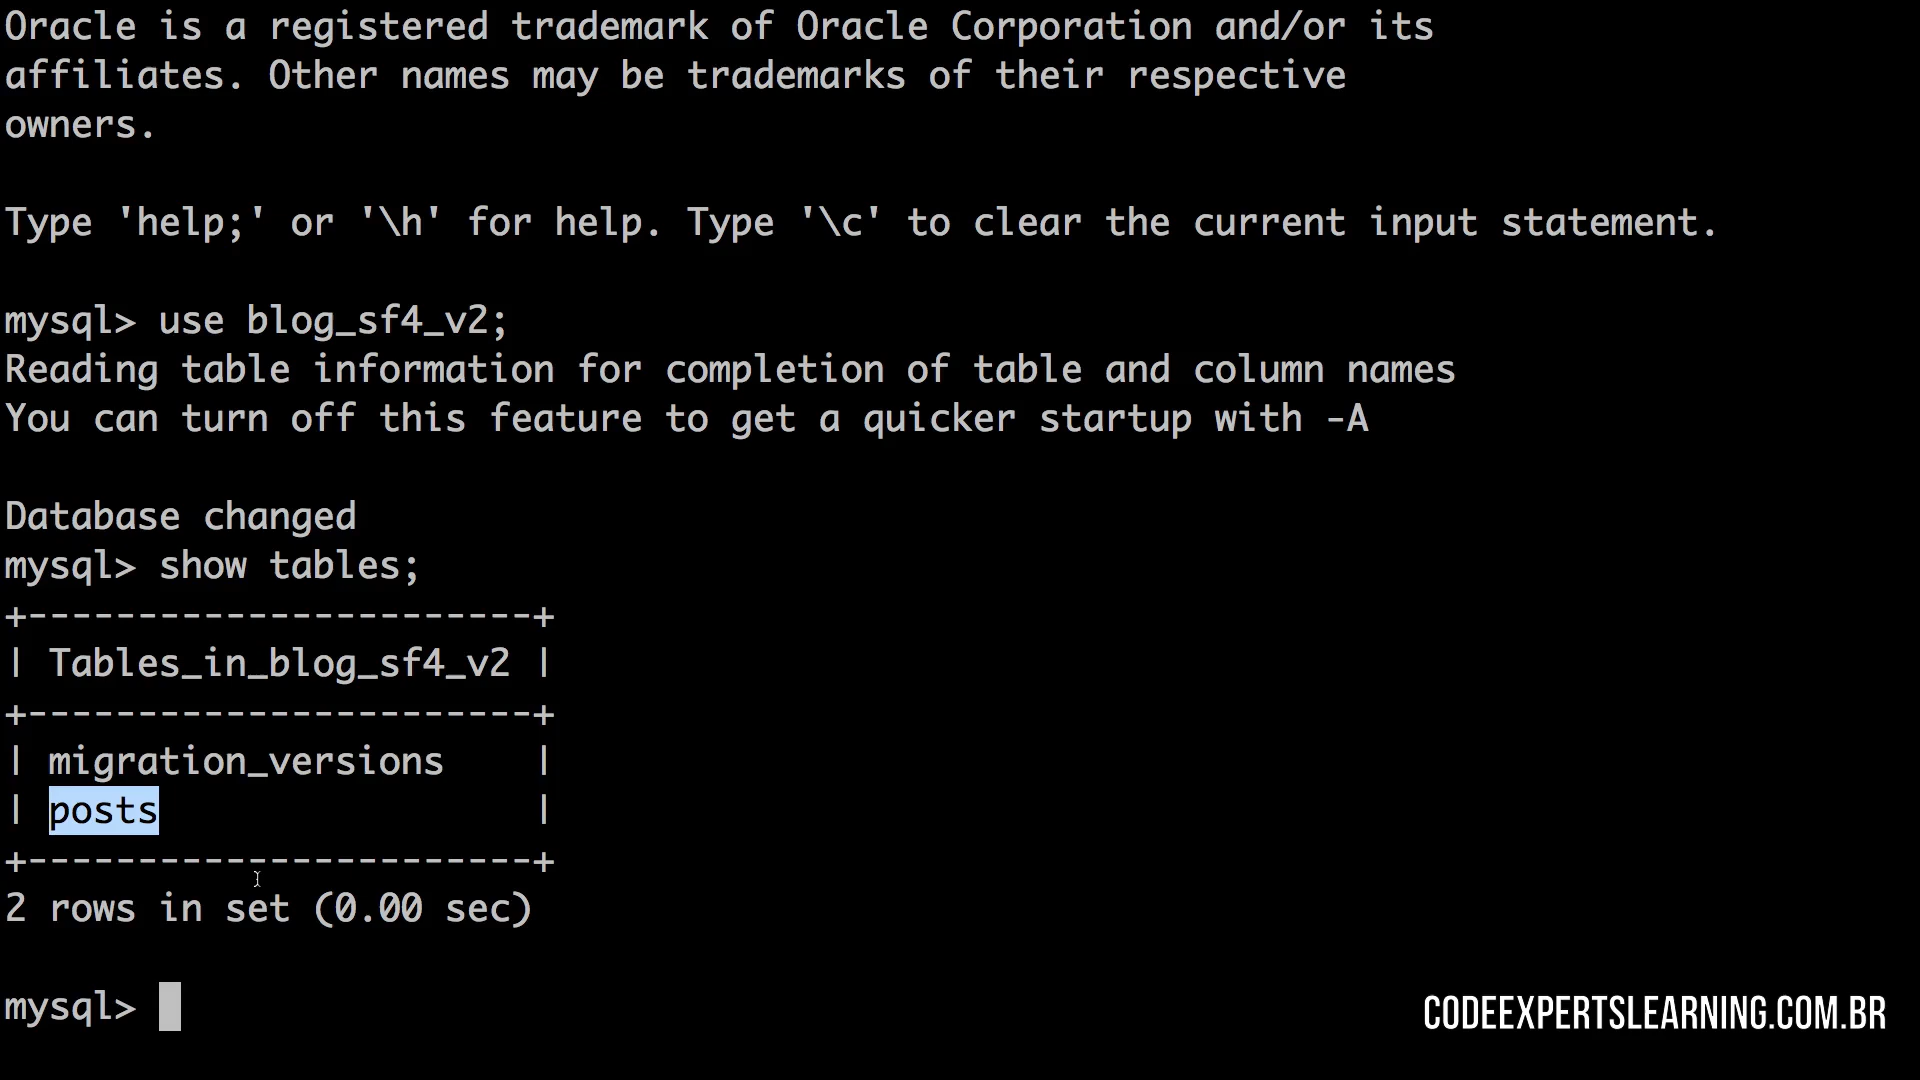 Oracle is a registered trademark of Oracle Corporation and/or its
affiliates. Other names may be trademarks of their respective
owners.
Type 'help;' or '\h' for help. Type '\c' to clear the current input statement.
mysql> use blog_sf4_v2;
Reading table information for completion of table and column names
You can turn off this feature to get a quicker startup with -A
Database changed
mysql> show tables;
+-----------------------+
| Tables_in_blog_sf4_v2 |
+-----------------------+
| migration_versions    |
| posts                 |
+-----------------------+
2 rows in set (0.00 sec)
mysql>
CODEEXPERTSLEARNING.COM.BR